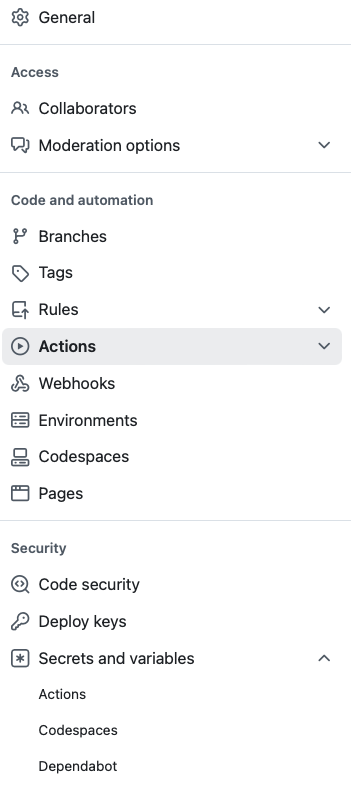 General
Access
Collaborators
Moderation options
Code and automation
Branches
Tags
Rules
Actions
Webhooks
Environments
Codespaces
Pages
Security
Code security
Deploy keys
Secrets and variables
Actions
Codespaces
Dependabot